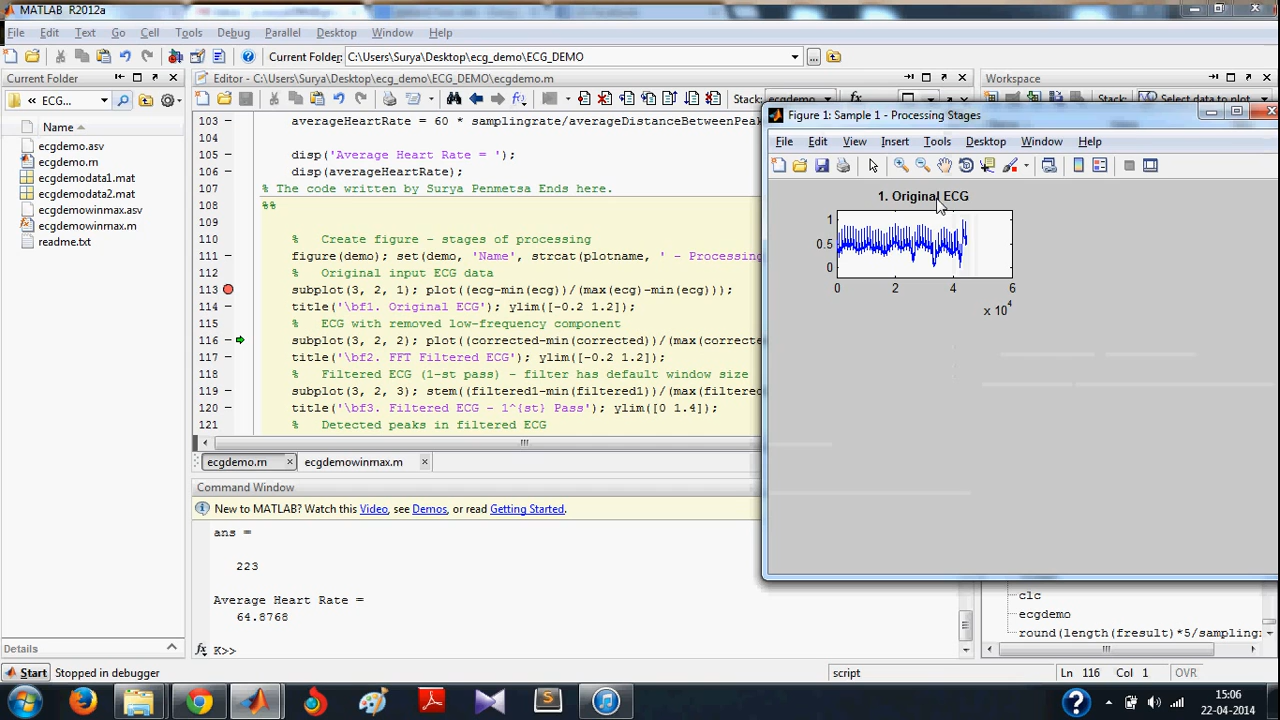 MATLAB R2012a
File Edit Text Go Cell Tools Debug Parallel Desktop Window Help
Current Folder: C:\Users\Surya\Desktop\ecg_demo\ECG_DEMO
Current Folder
« ECG...
Name
ecgdemo.asv
ecgdemo.m
ecgdemodata1.mat
ecgdemodata2.mat
ecgdemowinmax.asv
ecgdemowinmax.m
readme.txt
Details
Editor - C:\Users\Surya\Desktop\ecg_demo\ECG_DEMO\ecgdemo.m
Stack: ecgdemo
103 averageHeartRate = 60 * samplingrate/averageDistanceBetweenPea
104
105 disp('Average Heart Rate = ');
106 disp(averageHeartRate);
107 % The code written by Surya Penmetsa Ends here.
108 %%
109
110 % Create figure - stages of processing
111 figure(demo); set(demo, 'Name', strcat(plotname, ' - Processing
112 % Original input ECG data
113 subplot(3, 2, 1); plot((ecg-min(ecg))/(max(ecg)-min(ecg)));
114 title('\bf1. Original ECG'); ylim([-0.2 1.2]);
115 % ECG with removed low-frequency component
116 subplot(3, 2, 2); plot((corrected-min(corrected))/(max(correcte
117 title('\bf2. FFT Filtered ECG'); ylim([-0.2 1.2]);
118 % Filtered ECG (1-st pass) - filter has default window size
119 subplot(3, 2, 3); stem((filtered1-min(filtered1))/(max(filtered
120 title('\bf3. Filtered ECG - 1^{st} Pass'); ylim([0 1.4]);
121 % Detected peaks in filtered ECG
ecgdemo.m ecgdemowinmax.m
Command Window
New to MATLAB? Watch this Video, see Demos, or read Getting Started.
ans =
223
Average Heart Rate =
64.8768
fx K>>
Workspace
Stack: Select data to plot
Figure 1: Sample 1 - Processing Stages
File Edit View Insert Tools Desktop Window Help
1. Original ECG
1
0.5
0
0 2 4 6
x 10^4
clc
ecgdemo
round(length(fresult)*5/sampling
Start Stopped in debugger
script
Ln 116 Col 1 OVR
15:06
22-04-2014